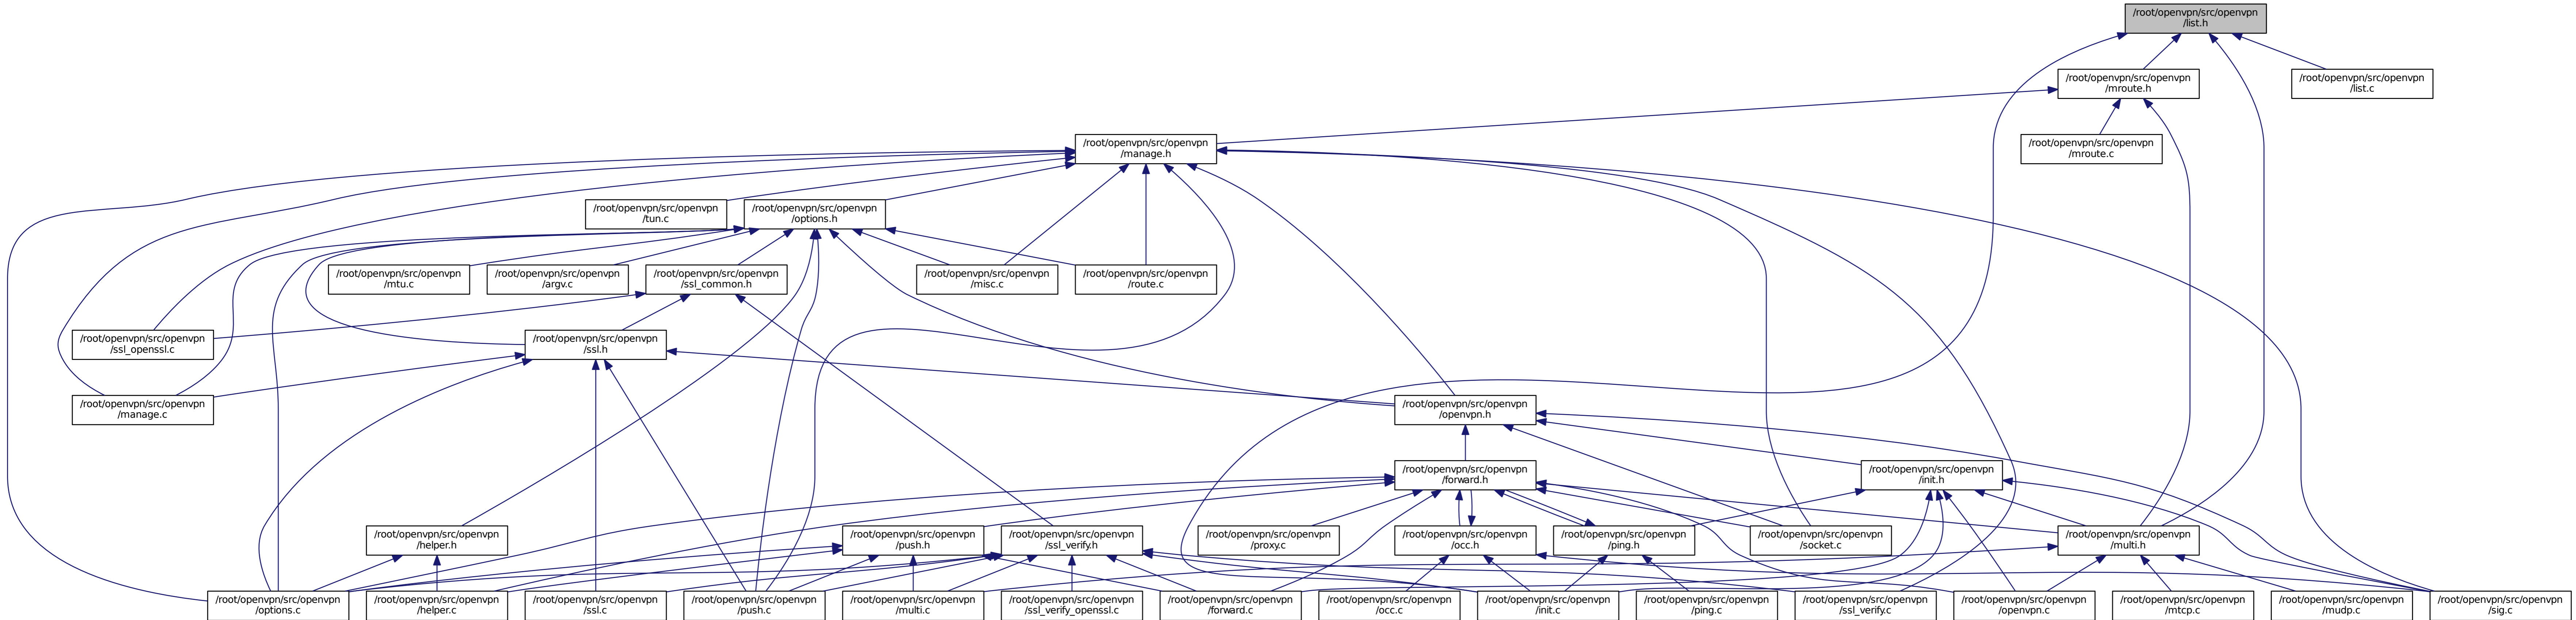 /root/openvpn/src/openvpn
/list.h
/root/openvpn/src/openvpn
/mroute.h
/root/openvpn/src/openvpn
/list.c
/root/openvpn/src/openvpn
/manage.h
/root/openvpn/src/openvpn
/mroute.c
/root/openvpn/src/openvpn
/tun.c
/root/openvpn/src/openvpn
/options.h
/root/openvpn/src/openvpn
/mtu.c
/root/openvpn/src/openvpn
/argv.c
/root/openvpn/src/openvpn
/ssl_common.h
/root/openvpn/src/openvpn
/misc.c
/root/openvpn/src/openvpn
/route.c
/root/openvpn/src/openvpn
/ssl_openssl.c
/root/openvpn/src/openvpn
/ssl.h
/root/openvpn/src/openvpn
/manage.c
/root/openvpn/src/openvpn
/openvpn.h
/root/openvpn/src/openvpn
/forward.h
/root/openvpn/src/openvpn
/init.h
/root/openvpn/src/openvpn
/helper.h
/root/openvpn/src/openvpn
/push.h
/root/openvpn/src/openvpn
/ssl_verify.h
/root/openvpn/src/openvpn
/proxy.c
/root/openvpn/src/openvpn
/occ.h
/root/openvpn/src/openvpn
/ping.h
/root/openvpn/src/openvpn
/socket.c
/root/openvpn/src/openvpn
/multi.h
/root/openvpn/src/openvpn
/options.c
/root/openvpn/src/openvpn
/helper.c
/root/openvpn/src/openvpn
/ssl.c
/root/openvpn/src/openvpn
/push.c
/root/openvpn/src/openvpn
/multi.c
/root/openvpn/src/openvpn
/ssl_verify_openssl.c
/root/openvpn/src/openvpn
/forward.c
/root/openvpn/src/openvpn
/occ.c
/root/openvpn/src/openvpn
/init.c
/root/openvpn/src/openvpn
/ping.c
/root/openvpn/src/openvpn
/ssl_verify.c
/root/openvpn/src/openvpn
/openvpn.c
/root/openvpn/src/openvpn
/mtcp.c
/root/openvpn/src/openvpn
/mudp.c
/root/openvpn/src/openvpn
/sig.c